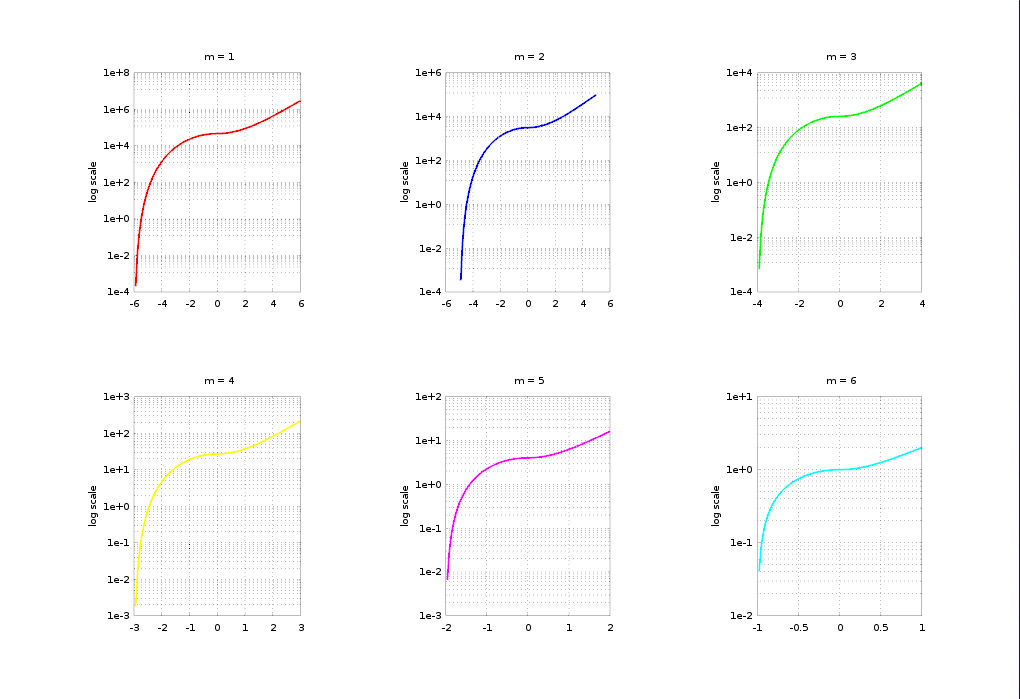 m = 1
1e+8
1e+6
1e+4
1e+2
1e+0
1e-2
1e-4
log scale
-6 -4 -2 0 2 4 6
m = 2
1e+6
1e+4
1e+2
1e+0
1e-2
1e-4
log scale
-6 -4 -2 0 2 4 6
m = 3
1e+4
1e+2
1e+0
1e-2
1e-4
log scale
-4 -2 0 2 4
m = 4
1e+3
1e+2
1e+1
1e+0
1e-1
1e-2
1e-3
log scale
-3 -2 -1 0 1 2 3
m = 5
1e+2
1e+1
1e+0
1e-1
1e-2
1e-3
log scale
-2 -1 0 1 2
m = 6
1e+1
1e+0
1e-1
1e-2
log scale
-1 -0.5 0 0.5 1